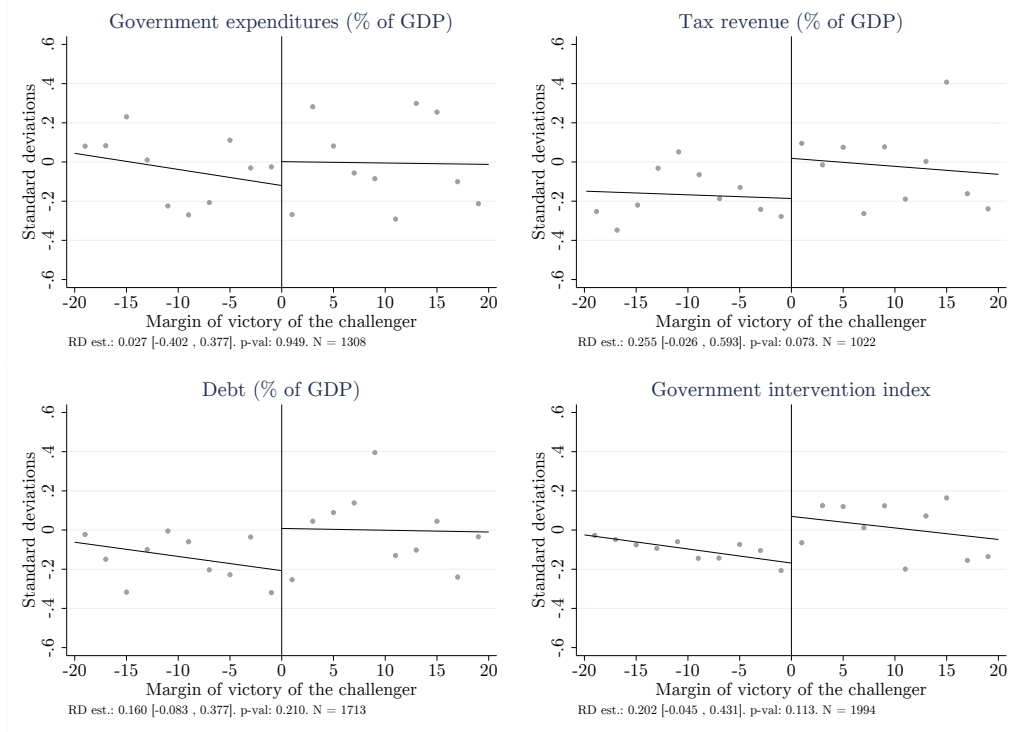 Government expenditures (% of GDP)
Standard deviations
.6
.4
.2
0
-.2
-.4
-.6
-20 -15 -10 -5 0 5 10 15 20
Margin of victory of the challenger
RD est.: 0.027 [-0.402 , 0.377]. p-val: 0.949. N = 1308
Tax revenue (% of GDP)
Standard deviations
.6
.4
.2
0
-.2
-.4
-.6
-20 -15 -10 -5 0 5 10 15 20
Margin of victory of the challenger
RD est.: 0.255 [-0.026 , 0.593]. p-val: 0.073. N = 1022
Debt (% of GDP)
Standard deviations
.6
.4
.2
0
-.2
-.4
-.6
-20 -15 -10 -5 0 5 10 15 20
Margin of victory of the challenger
RD est.: 0.160 [-0.083 , 0.377]. p-val: 0.210. N = 1713
Government intervention index
Standard deviations
.6
.4
.2
0
-.2
-.4
-.6
-20 -15 -10 -5 0 5 10 15 20
Margin of victory of the challenger
RD est.: 0.202 [-0.045 , 0.431]. p-val: 0.113. N = 1994